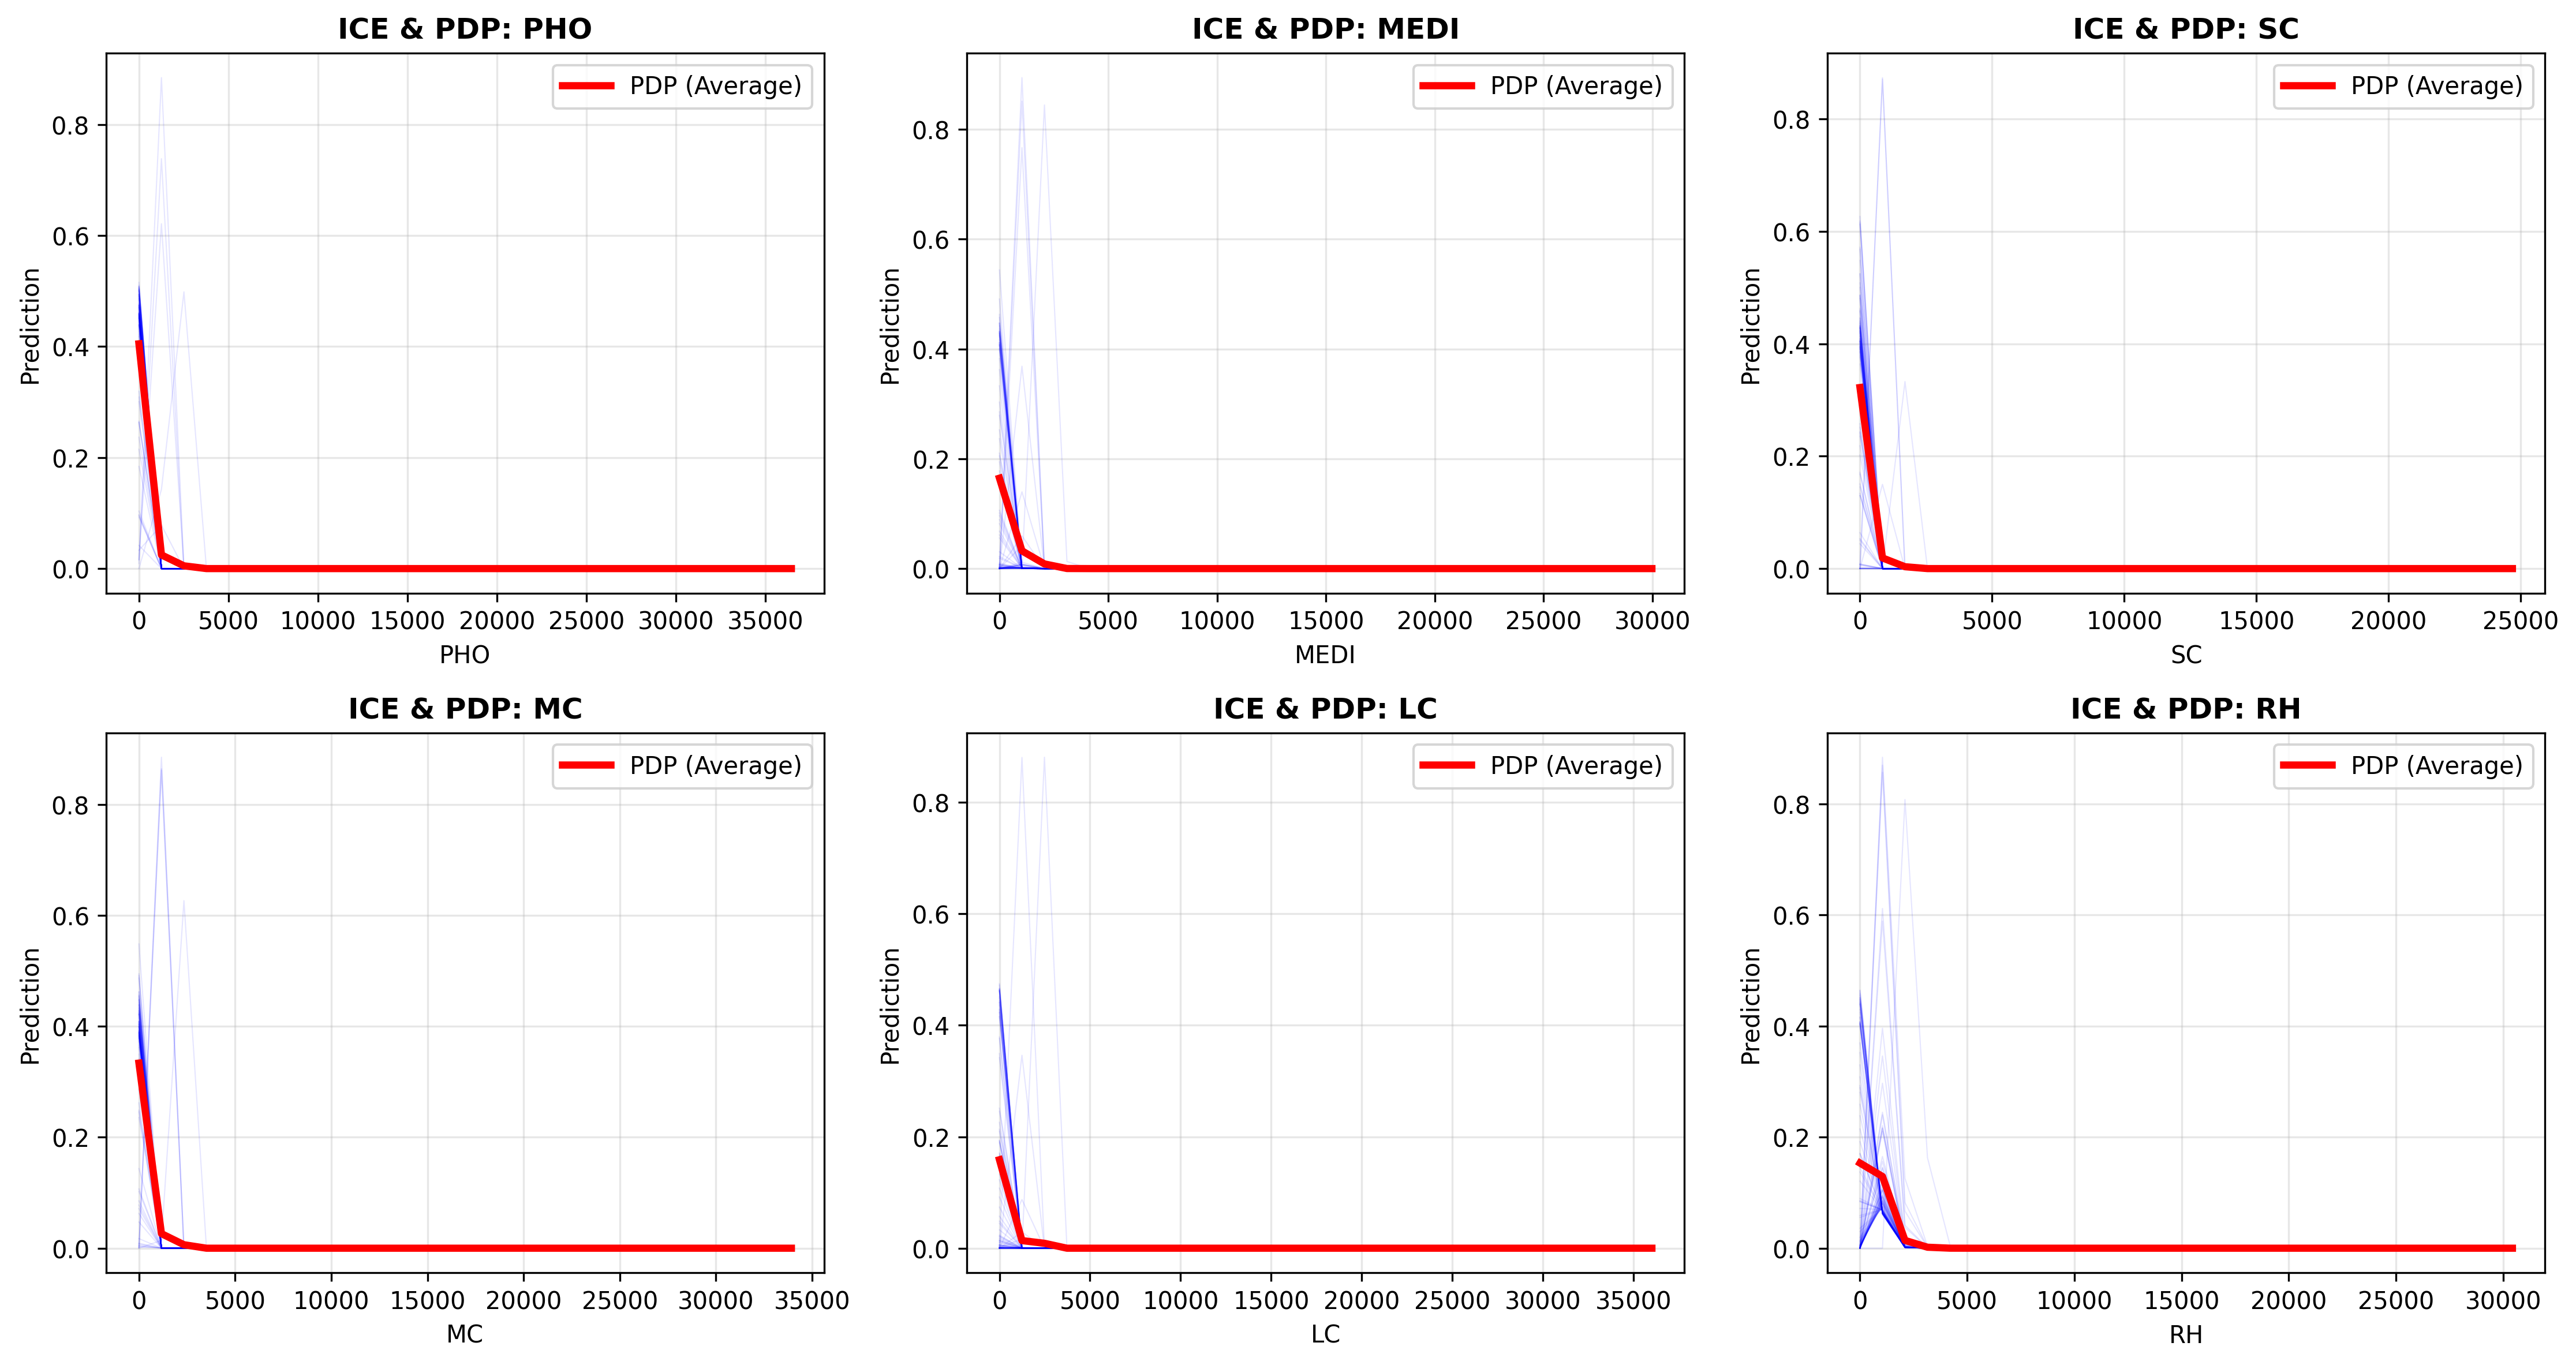 ICE & PDP: PHO
PDP (Average)
Prediction
0.8
0.6
0.4
0.2
0.0
0 5000 10000 15000 20000 25000 30000 35000
PHO
ICE & PDP: MEDI
PDP (Average)
Prediction
0.8
0.6
0.4
0.2
0.0
0 5000 10000 15000 20000 25000 30000
MEDI
ICE & PDP: SC
PDP (Average)
Prediction
0.8
0.6
0.4
0.2
0.0
0 5000 10000 15000 20000 25000
SC
ICE & PDP: MC
PDP (Average)
Prediction
0.8
0.6
0.4
0.2
0.0
0 5000 10000 15000 20000 25000 30000 35000
MC
ICE & PDP: LC
PDP (Average)
Prediction
0.8
0.6
0.4
0.2
0.0
0 5000 10000 15000 20000 25000 30000 35000
LC
ICE & PDP: RH
PDP (Average)
Prediction
0.8
0.6
0.4
0.2
0.0
0 5000 10000 15000 20000 25000 30000
RH